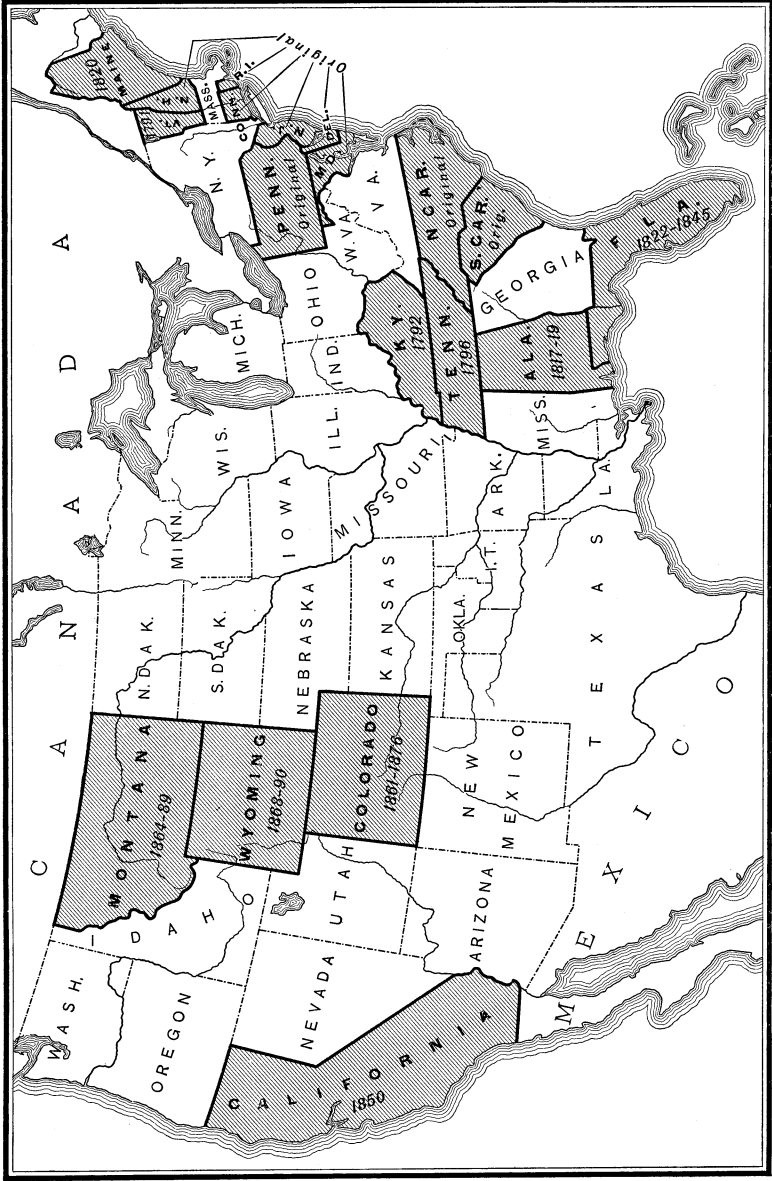 C A N A D A
WASH.
OREGON
CALIFORNIA
1850
IDAHO
NEVADA
UTAH
ARIZONA
MONTANA
1864-89
WYOMING
1868-90
COLORADO
1861-1876
NEW
MEXICO
N. DAK.
S. DAK.
NEBRASKA
KANSAS
OKLA.
I.T.
TEXAS
MINN.
IOWA
MISSOURI
ARK.
LA.
WIS.
ILL.
MISS.
MICH.
IND.
OHIO
KY.
1792
TENN.
1796
ALA.
1817-19
GEORGIA
FLA.
1822-1845
S.CAR.
Orig.
N CAR.
Original
W.VA.
VA.
PENN.
Original
M D.
DEL.
N.J.
N.Y.
CONN.
R.I.
MASS.
VT.
1791
N.H.
MAINE
1820
Original
Original
MEXICO